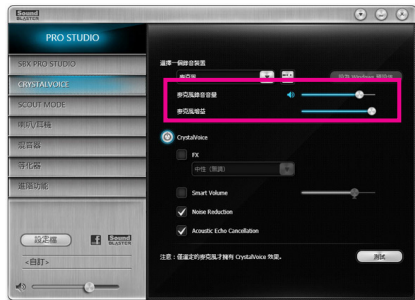 Sound
BLASTER
PRO STUDIO
SBX PRO STUDIO
CRYSTALVOICE
SCOUT MODE
喇叭/耳機
混音器
等化器
進階功能
設定檔
Sound
BLASTER
<自訂>
選擇一個錄音裝置
麥克風
麥克風錄音音量
麥克風增益
CrystalVoice
FX
中性 (無調)
Smart Volume
Noise Reduction
Acoustic Echo Cancellation
注意：僅選定的麥克風才擁有 CrystalVoice 效果。
測試